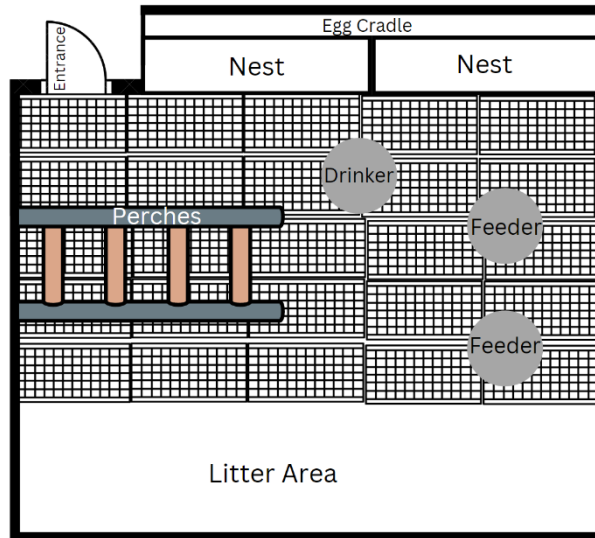 Egg Cradle
Entrance
Nest
Nest
Drinker
Perches
Feeder
Feeder
Litter Area